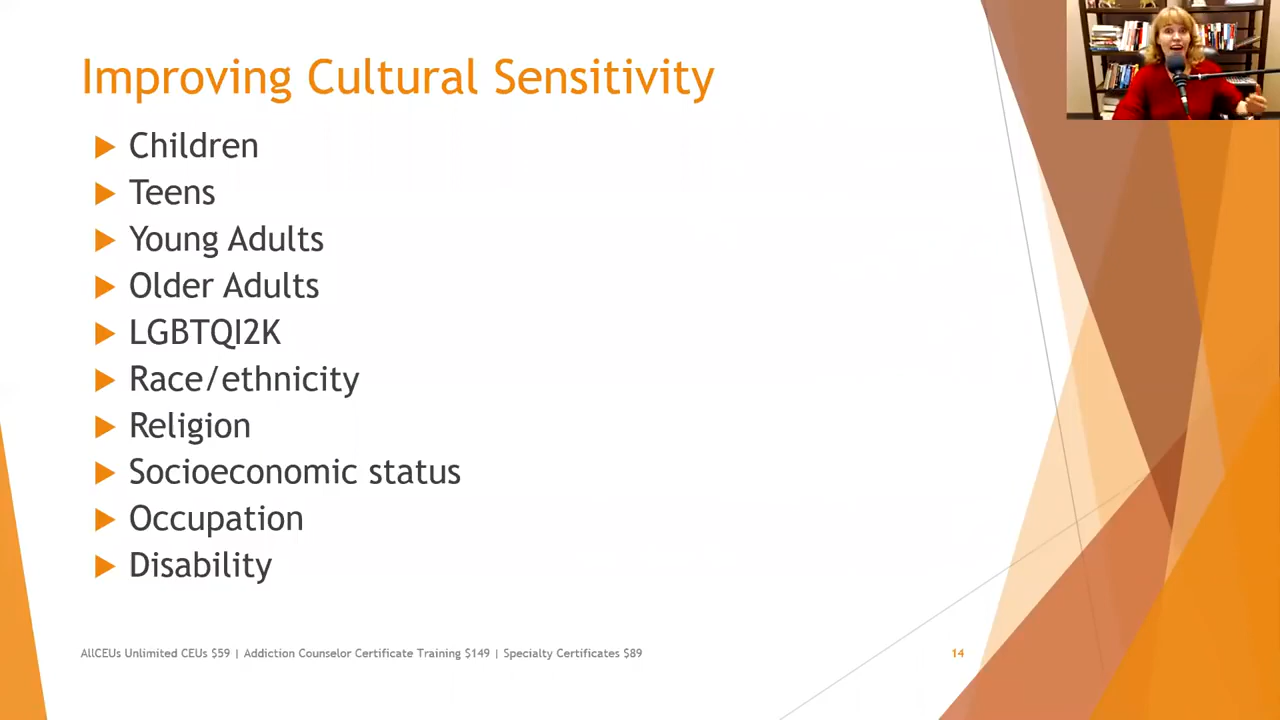 Improving Cultural Sensitivity
Children
Teens
Young Adults
Older Adults
LGBTQI2K
Race/ethnicity
Religion
Socioeconomic status
Occupation
Disability
AllCEUs Unlimited CEUs $59 | Addiction Counselor Certificate Training $149 | Specialty Certificates $89
14